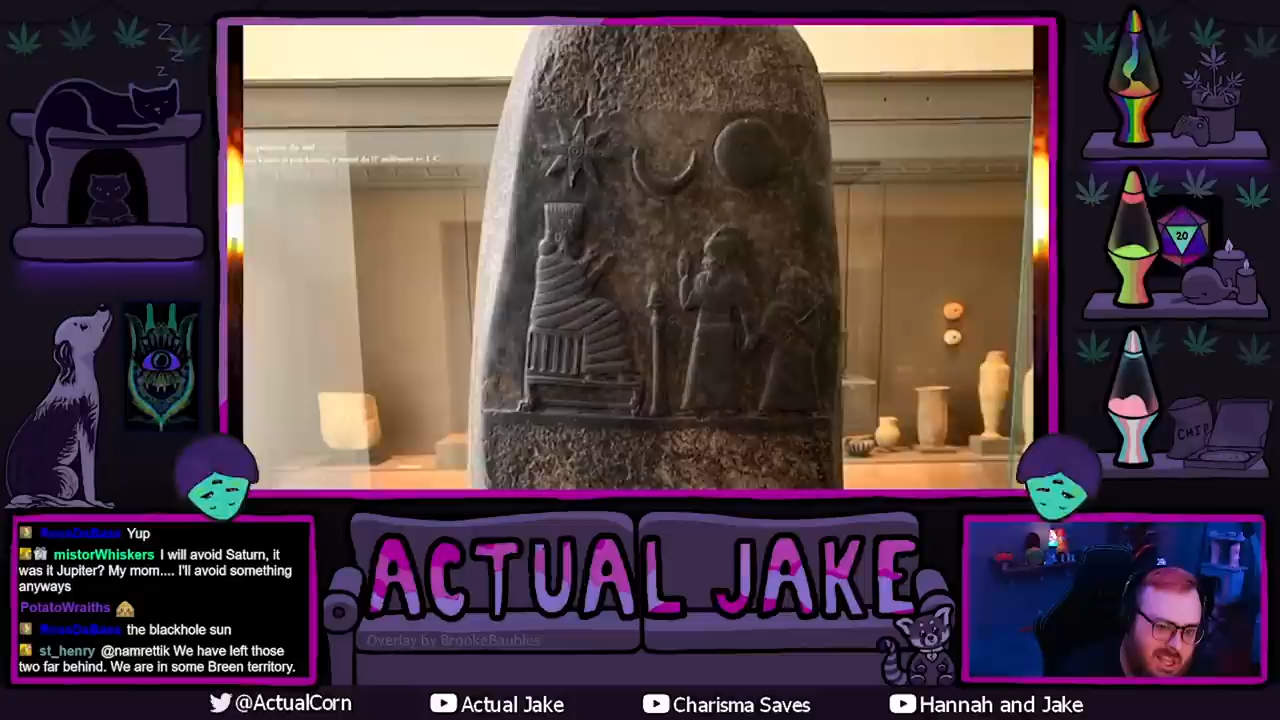 Z
Z
Z
20
CHIP
RossDaBase Yup
mistorWhiskers I will avoid Saturn, it
was it Jupiter? My mom.... I'll avoid something
anyways
PotatoWraiths
RossDaBase the blackhole sun
st_henry @namrettik We have left those
two far behind. We are in some Breen territory.
ACTUAL JAKE
Overlay by BrookeBaubles
@ActualCorn
Actual Jake
Charisma Saves
Hannah and Jake